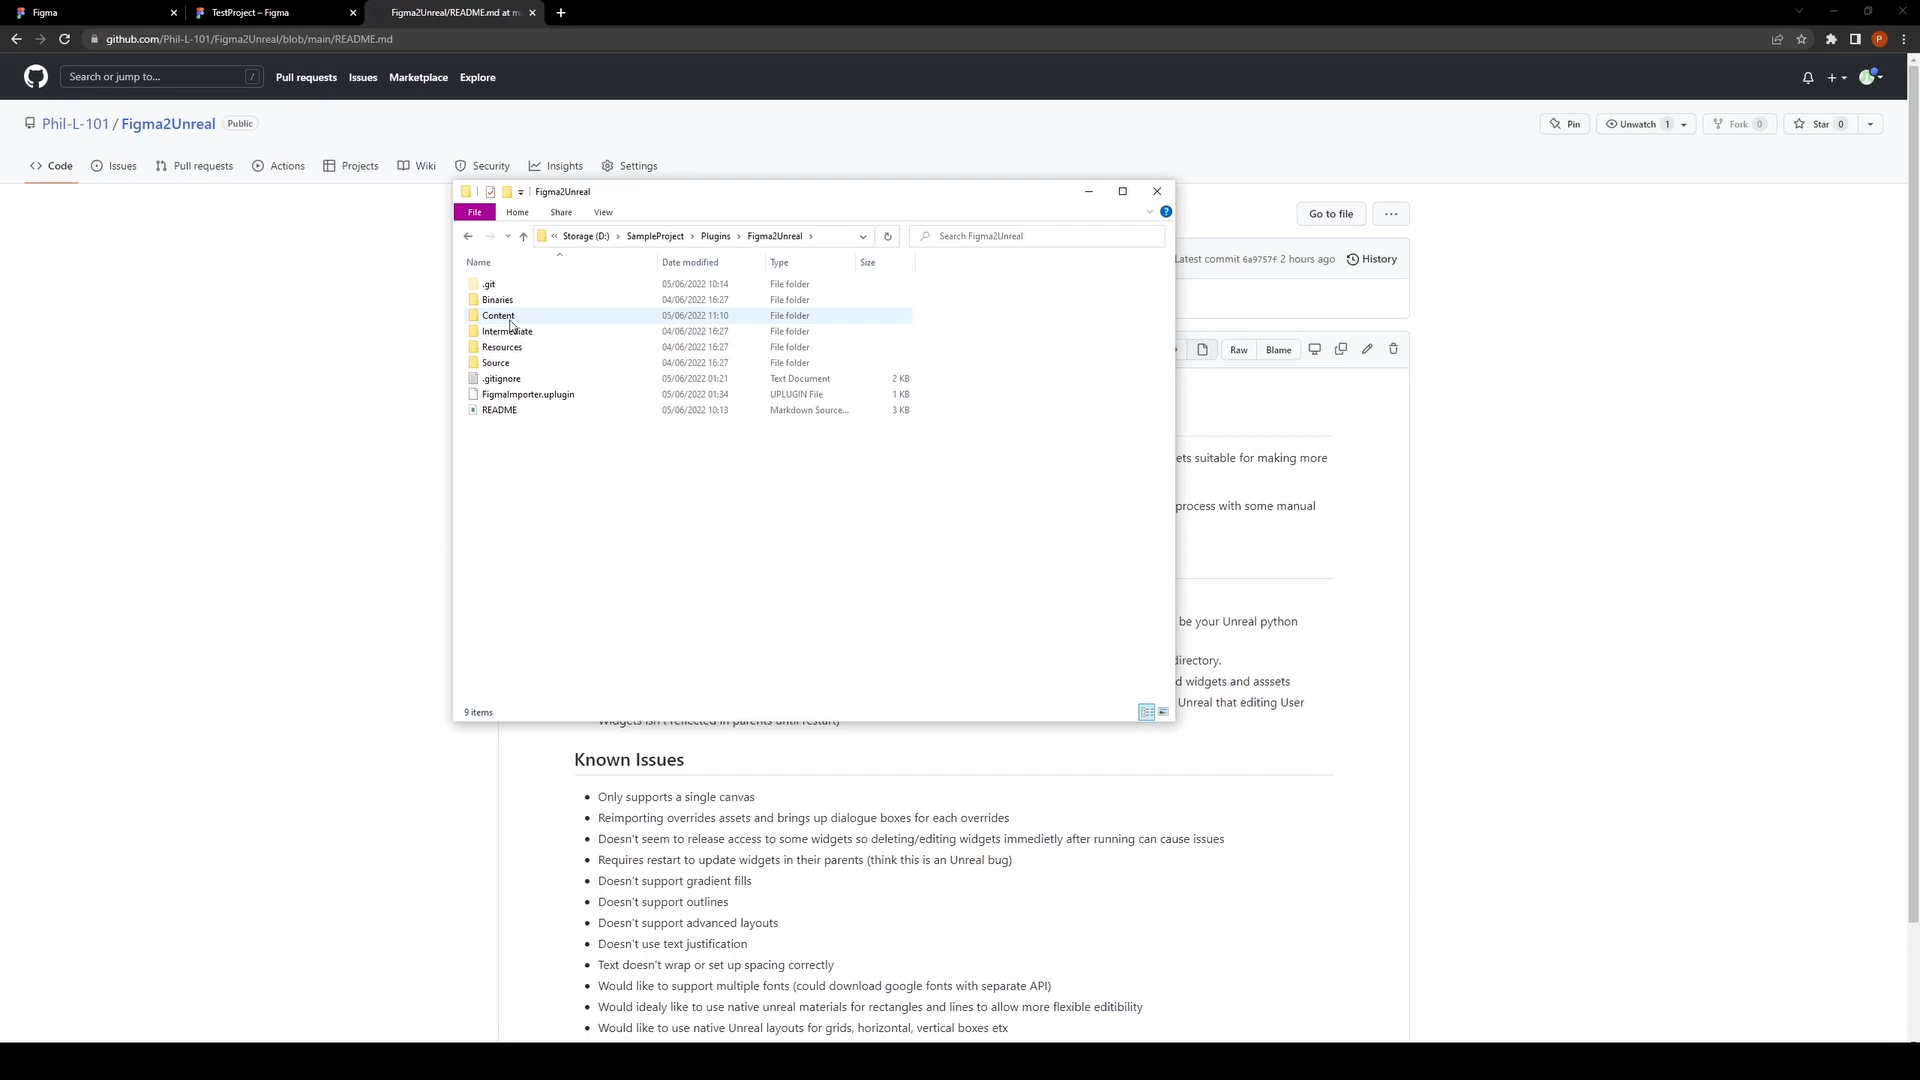 Figma
TestProject – Figma
Figma2Unreal/README.md at m
github.com/Phil-L-101/Figma2Unreal/blob/main/README.md
P
Search or jump to...
/
Pull requests
Issues
Marketplace
Explore
Phil-L-101 / Figma2Unreal
Public
Pin
Unwatch 1
Fork 0
Star 0
Code
Issues
Pull requests
Actions
Projects
Wiki
Security
Insights
Settings
Figma2Unreal
File
Home
Share
View
Storage (D:)
SampleProject
Plugins
Figma2Unreal
Search Figma2Unreal
Name
Date modified
Type
Size
.git 05/06/2022 10:14 File folder
Binaries 04/06/2022 16:27 File folder
Content 05/06/2022 11:10 File folder
Intermediate 04/06/2022 16:27 File folder
Resources 04/06/2022 16:27 File folder
Source 04/06/2022 16:27 File folder
.gitignore 05/06/2022 01:21 Text Document 2 KB
FigmaImporter.uplugin 05/06/2022 01:34 UPLUGIN File 1 KB
README 05/06/2022 10:13 Markdown Source... 3 KB
9 items
Go to file
Latest commit 6a9757f 2 hours ago
History
Raw
Blame
ets suitable for making more
process with some manual
be your Unreal python
directory.
d widgets and asssets
Unreal that editing User
Widgets isn't reflected in parents until restart)
Known Issues
• Only supports a single canvas
• Reimporting overrides assets and brings up dialogue boxes for each overrides
• Doesn't seem to release access to some widgets so deleting/editing widgets immedietly after running can cause issues
• Requires restart to update widgets in their parents (think this is an Unreal bug)
• Doesn't support gradient fills
• Doesn't support outlines
• Doesn't support advanced layouts
• Doesn't use text justification
• Text doesn't wrap or set up spacing correctly
• Would like to support multiple fonts (could download google fonts with separate API)
• Would idealy like to use native unreal materials for rectangles and lines to allow more flexible editibility
• Would like to use native Unreal layouts for grids, horizontal, vertical boxes etx